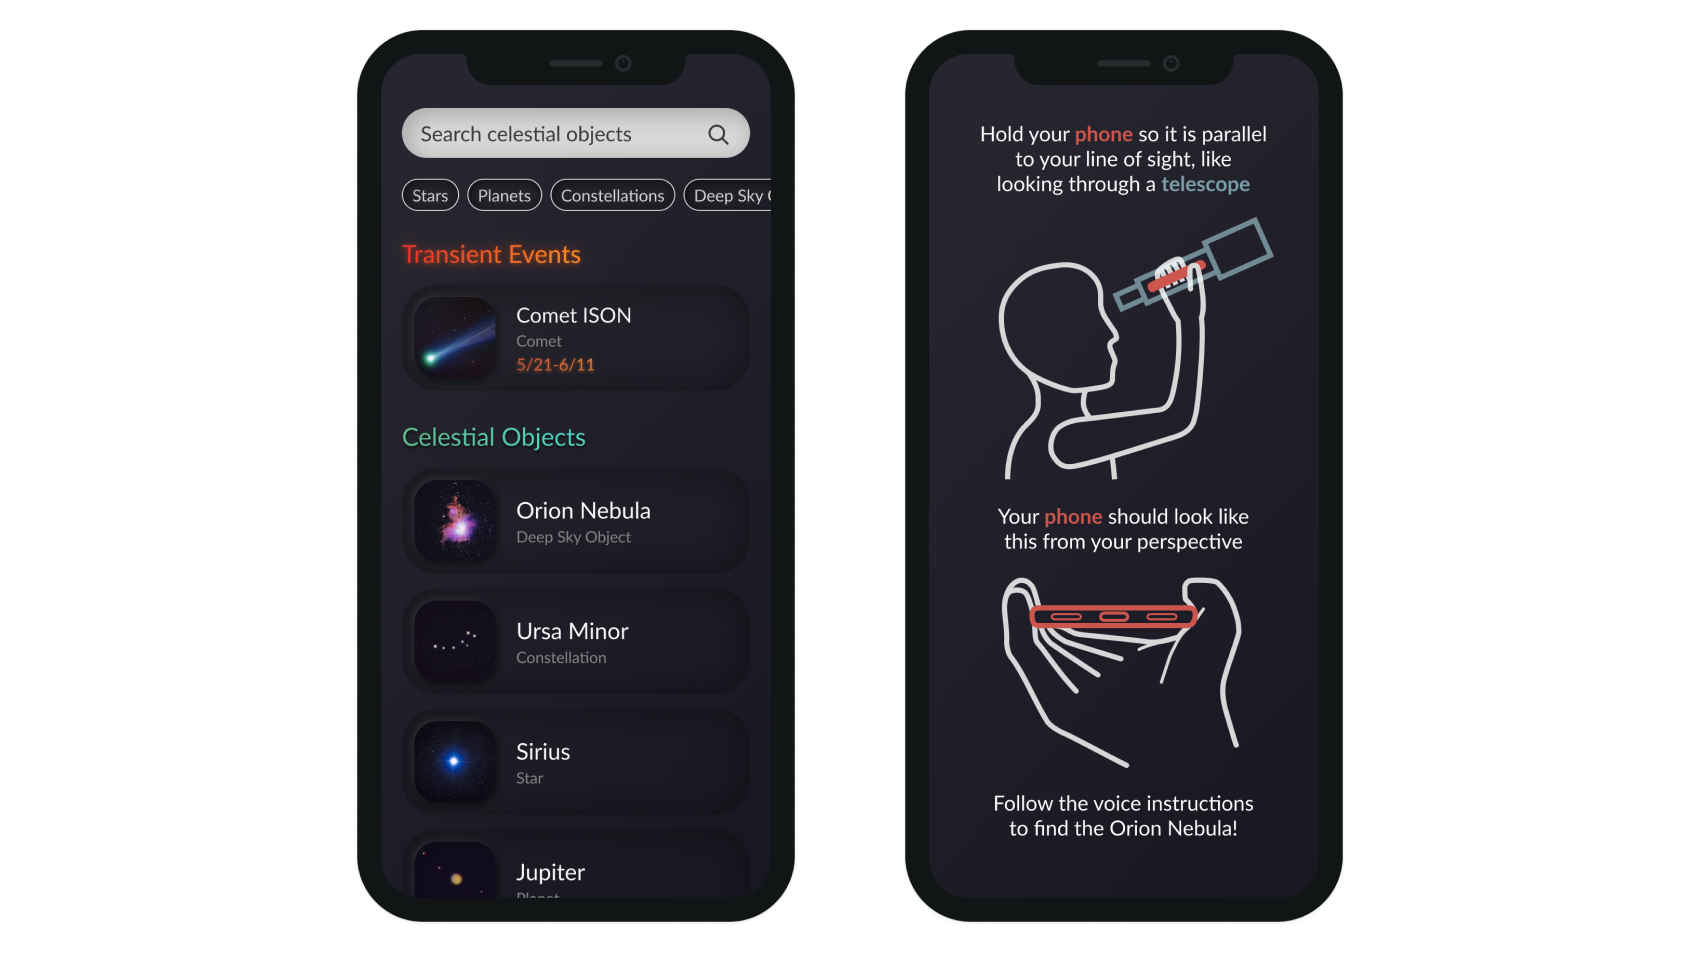 Search celestial objects
Stars
Planets
Constellations
Deep Sky
Transient Events
Comet ISON
Comet
5/21-6/11
Celestial Objects
Orion Nebula
Deep Sky Object
Ursa Minor
Constellation
Sirius
Star
Jupiter
Planet
Hold your phone so it is parallel
to your line of sight, like
looking through a telescope
Your phone should look like
this from your perspective
Follow the voice instructions
to find the Orion Nebula!